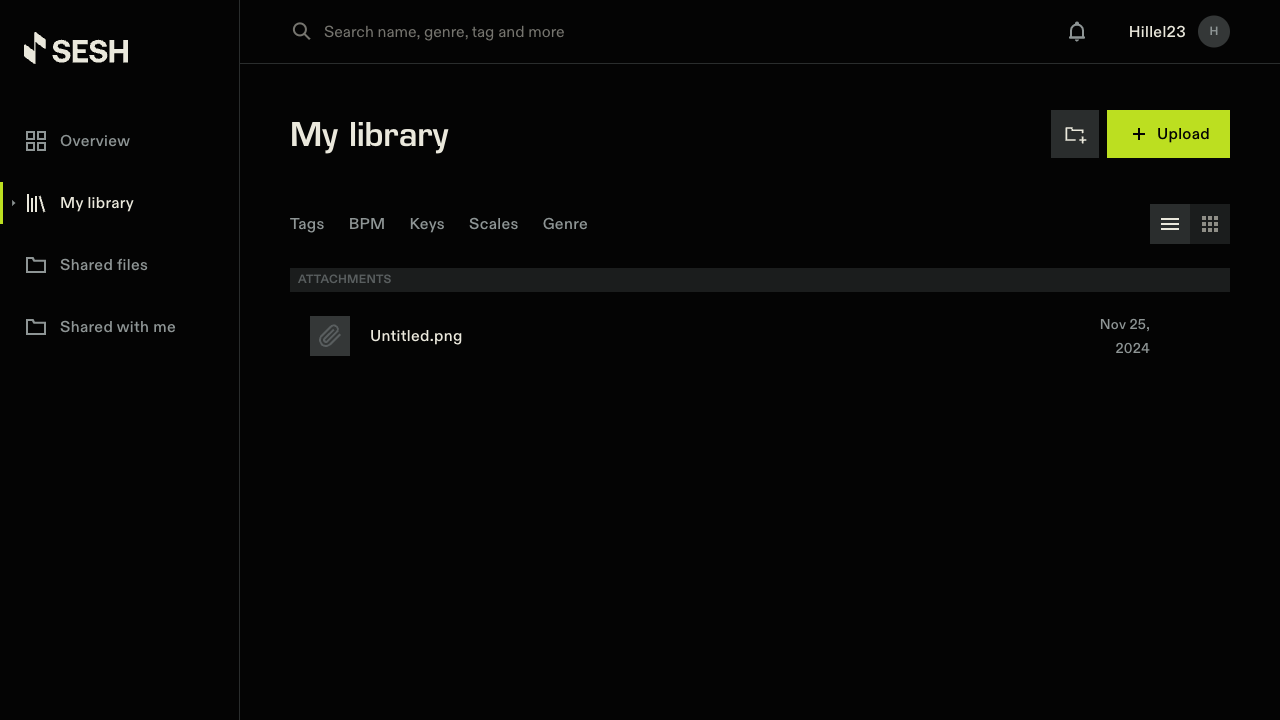 SESH
Search name, genre, tag and more
Hillel23
H
Overview
My library
Shared files
Shared with me
My library
Upload
Tags
BPM
Keys
Scales
Genre
ATTACHMENTS
Untitled.png
Nov 25,
2024